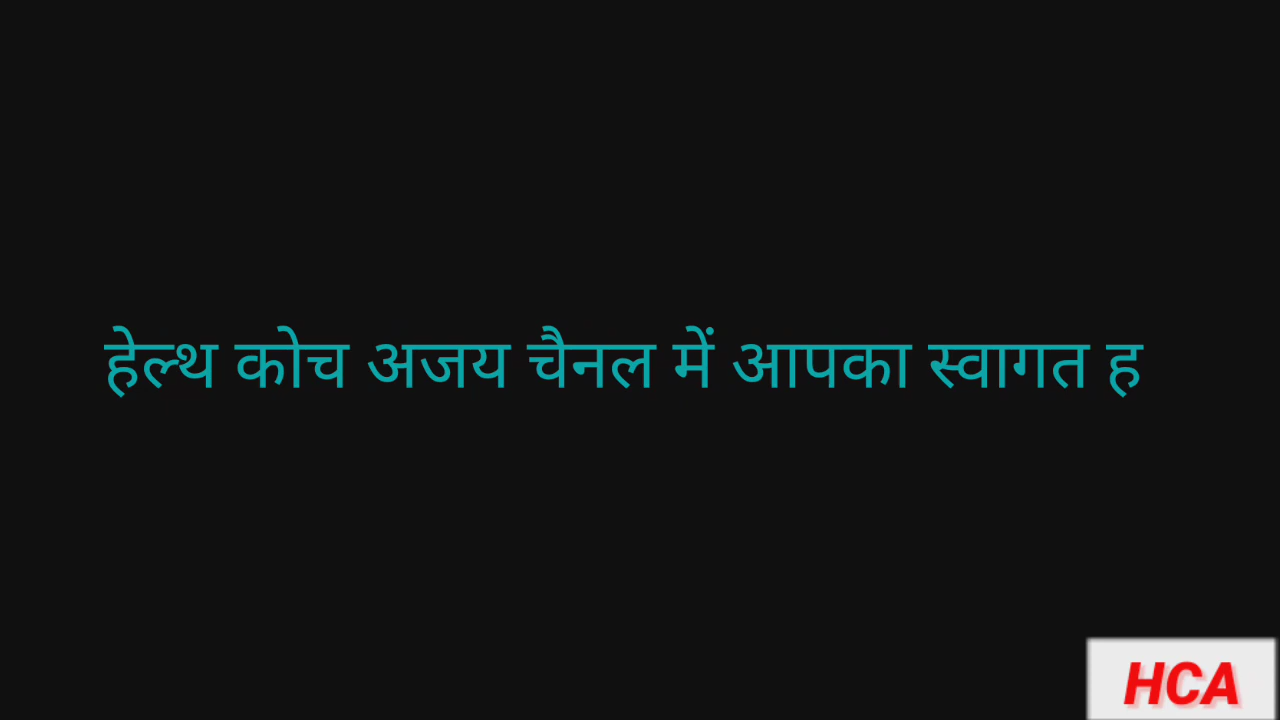 हेल्थ कोच अजय चैनल में आपका स्वागत ह
HCA